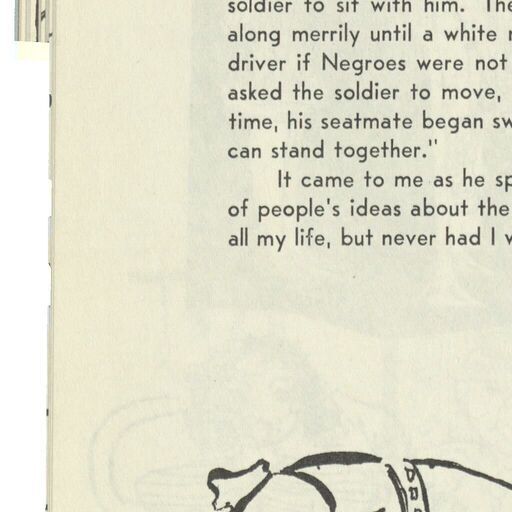 soldier to sit with him. The
along merrily until a white
driver if Negroes were not
asked the soldier to move,
time, his seatmate began sw
can stand together."
It came to me as he sp
of people's ideas about the
all my life, but never had I